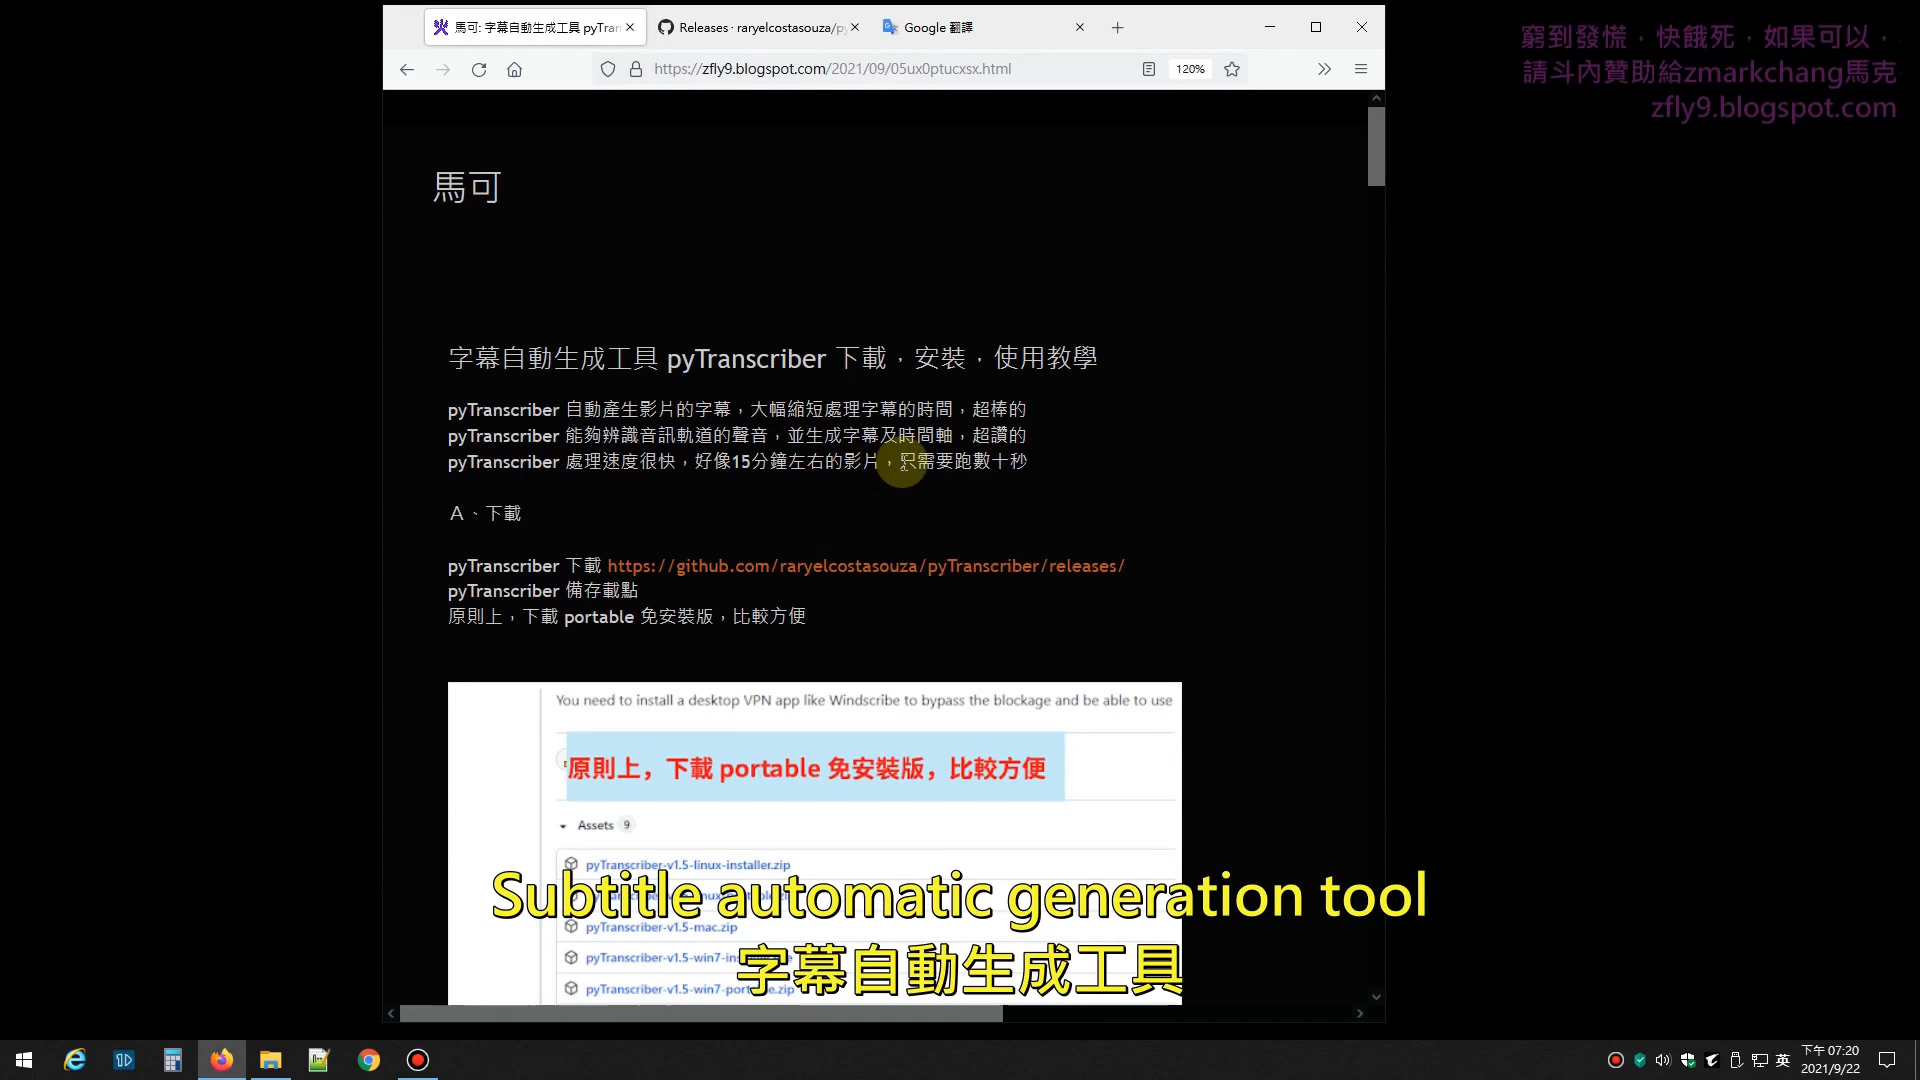 馬可: 字幕自動生成工具 pyTran
Releases · raryelcostasouza/py
Google 翻譯
https://zfly9.blogspot.com/2021/09/05ux0ptucxsx.html
120%
窮到發慌，快餓死，如果可以，
請斗內贊助給zmarkchang馬克
zfly9.blogspot.com
馬可
字幕自動生成工具 pyTranscriber 下載，安裝，使用教學
pyTranscriber 自動產生影片的字幕，大幅縮短處理字幕的時間，超棒的
pyTranscriber 能夠辨識音訊軌道的聲音，並生成字幕及時間軸，超讚的
pyTranscriber 處理速度很快，好像15分鐘左右的影片，只需要跑數十秒
A、下載
pyTranscriber 下載 https://github.com/raryelcostasouza/pyTranscriber/releases/
pyTranscriber 備存載點
原則上，下載 portable 免安裝版，比較方便
You need to install a desktop VPN app like Windscribe to bypass the blockage and be able to use
原則上，下載 portable 免安裝版，比較方便
Assets 9
pyTranscriber-v1.5-linux-installer.zip
Subtitle automatic generation tool
pyTranscriber-v1.5-mac.zip
pyTranscriber-v1.5-win7-in
字幕自動生成工具
pyTranscriber-v1.5-win7-portable.zip
英
下午 07:20
2021/9/22